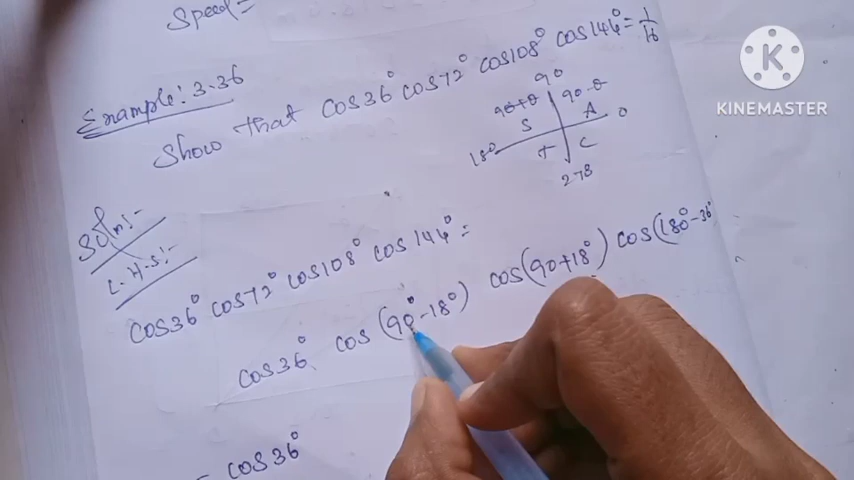 Speed=
Example: 3.36
Show that cos36° cos72° cos108° cos144° = 1/16
90
90+θ 90-θ
S A
180 0
T C
270
Soln:-
L.H.S:-
cos36° cos72° cos108° cos144° =
cos36° cos(90°-18°) cos(90+18°) cos(180°-36°
= cos36°
KINEMASTER